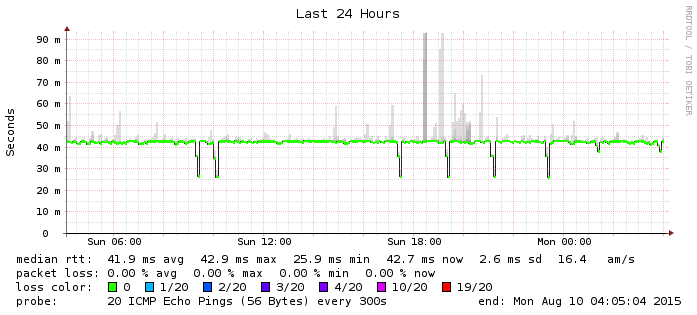 Last 24 Hours
RRDTOOL / TOBI OETIKER
Seconds
90 m
80 m
70 m
60 m
50 m
40 m
30 m
20 m
10 m
0
Sun 06:00 Sun 12:00 Sun 18:00 Mon 00:00
median rtt: 41.9 ms avg 42.9 ms max 25.9 ms min 42.7 ms now 2.6 ms sd 16.4 am/s
packet loss: 0.00 % avg 0.00 % max 0.00 % min 0.00 % now
loss color: 0 1/20 2/20 3/20 4/20 10/20 19/20
probe: 20 ICMP Echo Pings (56 Bytes) every 300s end: Mon Aug 10 04:05:04 2015